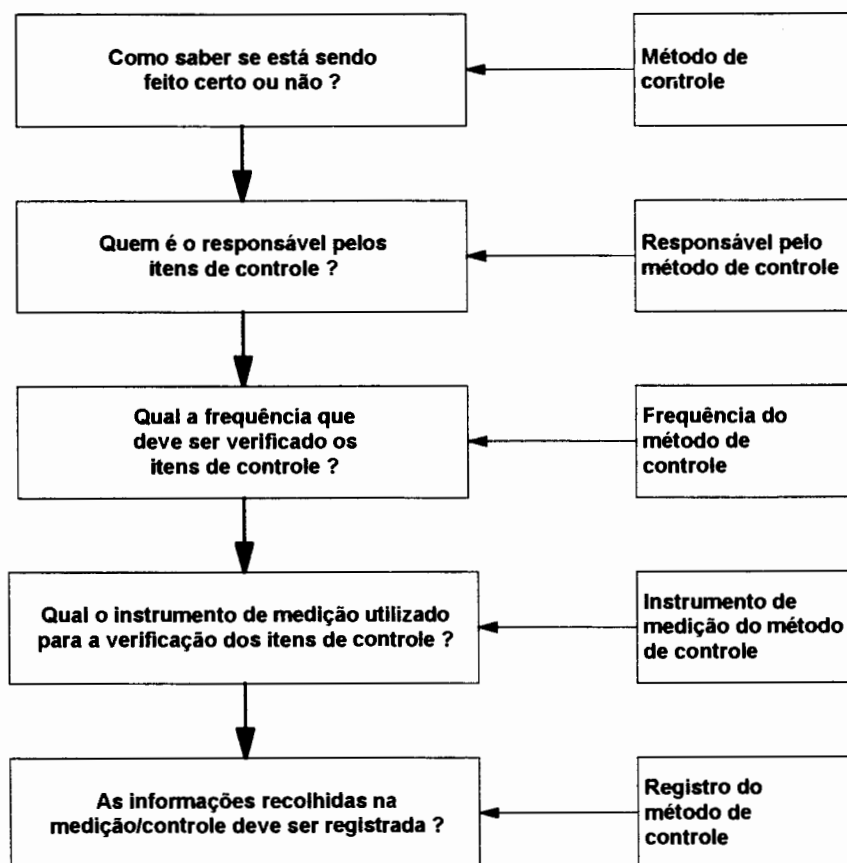 Como saber se está sendo
feito certo ou não ?
Método de
controle
Quem é o responsável pelos
itens de controle ?
Responsável pelo
método de controle
Qual a frequência que
deve ser verificado os
itens de controle ?
Frequência do
método de
controle
Qual o instrumento de medição utilizado
para a verificação dos itens de controle ?
Instrumento de
medição do método
de controle
As informações recolhidas na
medição/controle deve ser registrada ?
Registro do
método de
controle